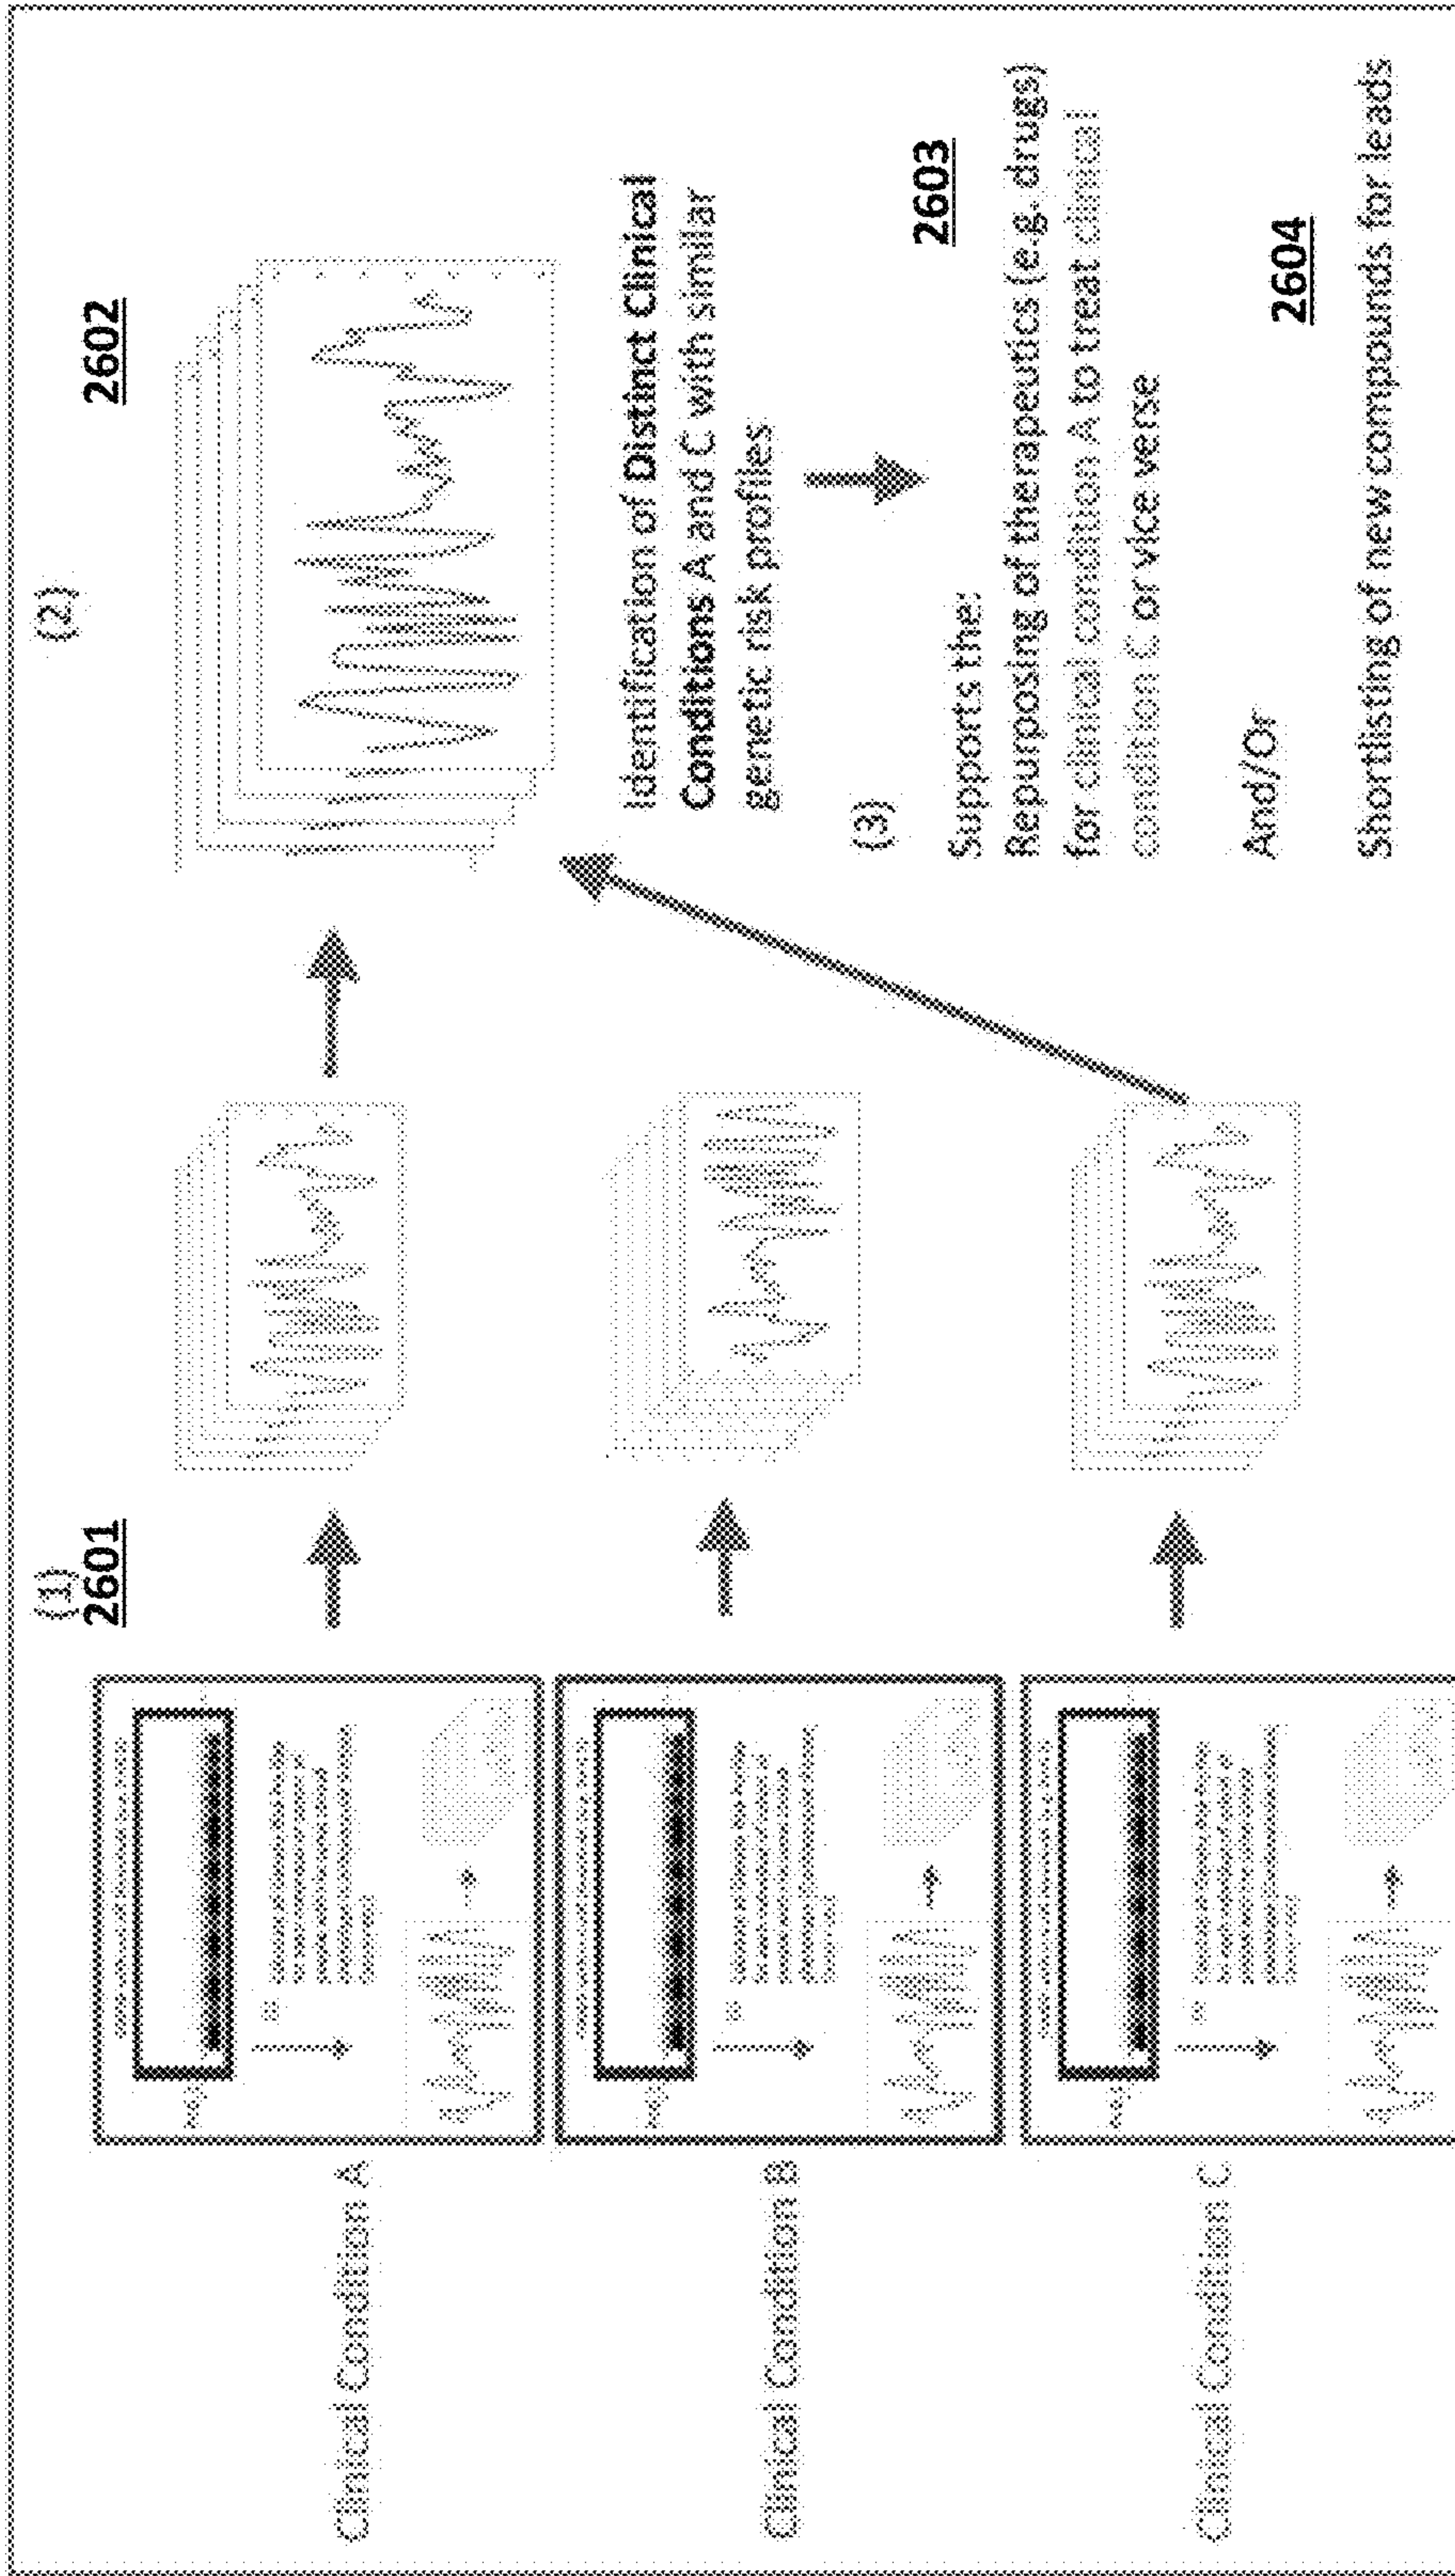 (1)
2601
Clinical Condition A
Clinical Condition B
Clinical Condition C
(2)
2602
Identification of Distinct Clinical
Conditions A and C with similar
genetic risk profiles
(3)
Supports the:
2603
Repurposing of therapeutics (e.g. drugs)
for clinical condition A to treat clinical
condition C or vice verse
And/Or
2604
Shortlisting of new compounds for leads